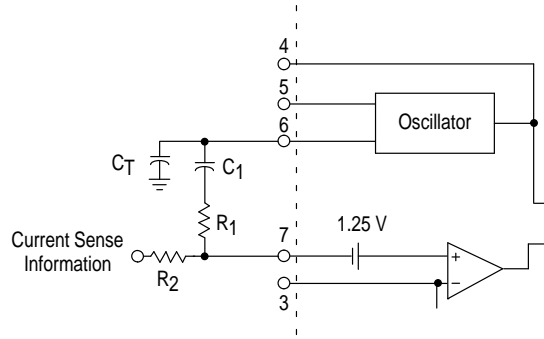 4
5
6
Oscillator
CT
C1
R1
7
1.25 V
Current Sense
Information
R2
3
+
−